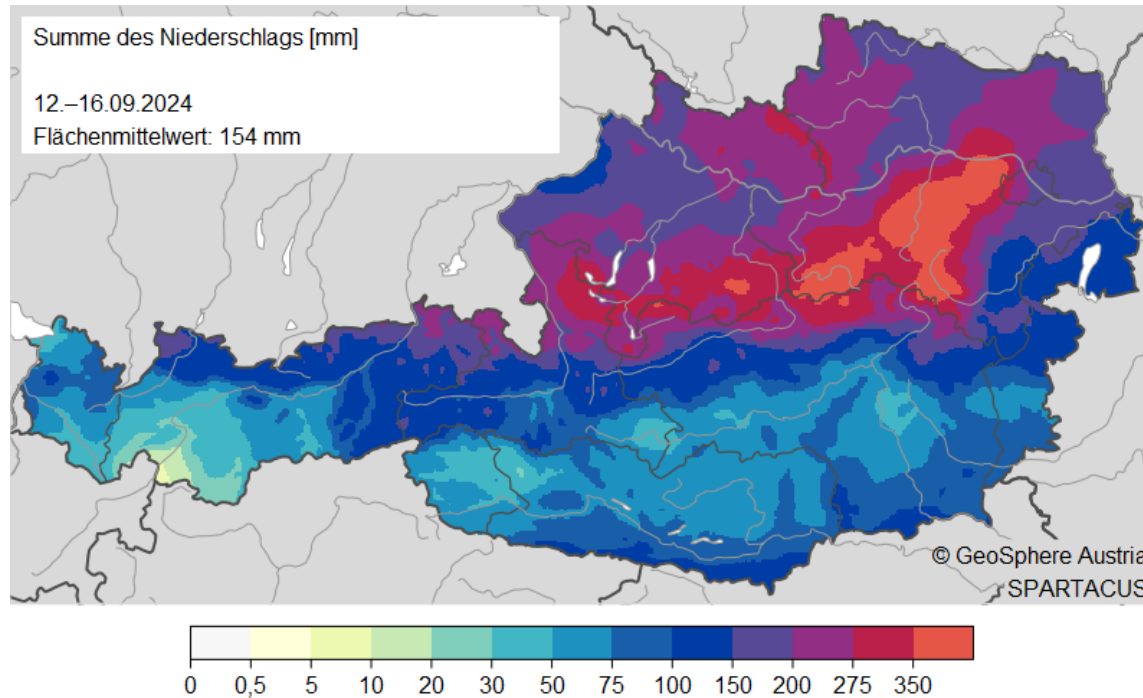 Summe des Niederschlags [mm]
12.–16.09.2024
Flächenmittelwert: 154 mm
© GeoSphere Austria
SPARTACUS
0 0,5 5 10 20 30 50 75 100 150 200 275 350